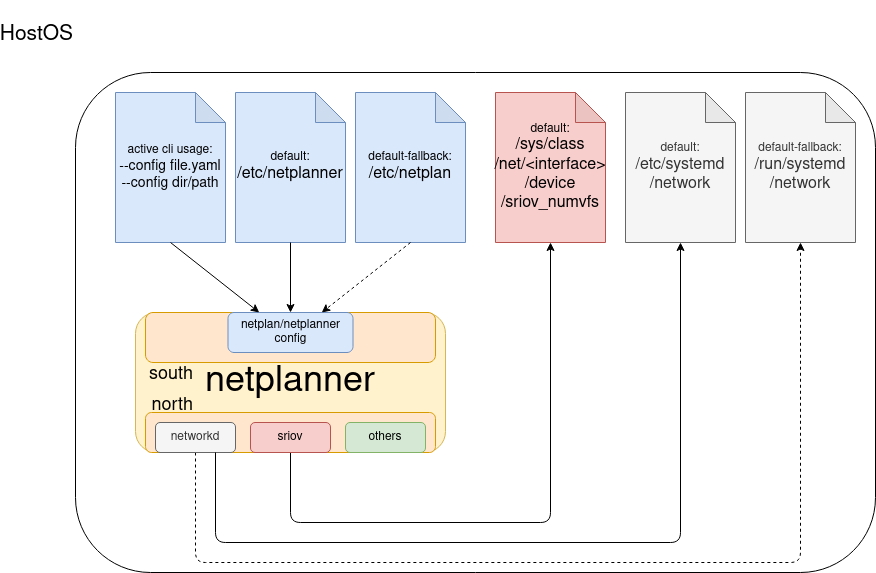 HostOS
active cli usage:
--config file.yaml
--config dir/path
default:
/etc/netplanner
default-fallback:
/etc/netplan
default:
/sys/class
/net/<interface>
/device
/sriov_numvfs
default:
/etc/systemd
/network
default-fallback:
/run/systemd
/network
netplan/netplanner
config
south
netplanner
north
networkd
sriov
others